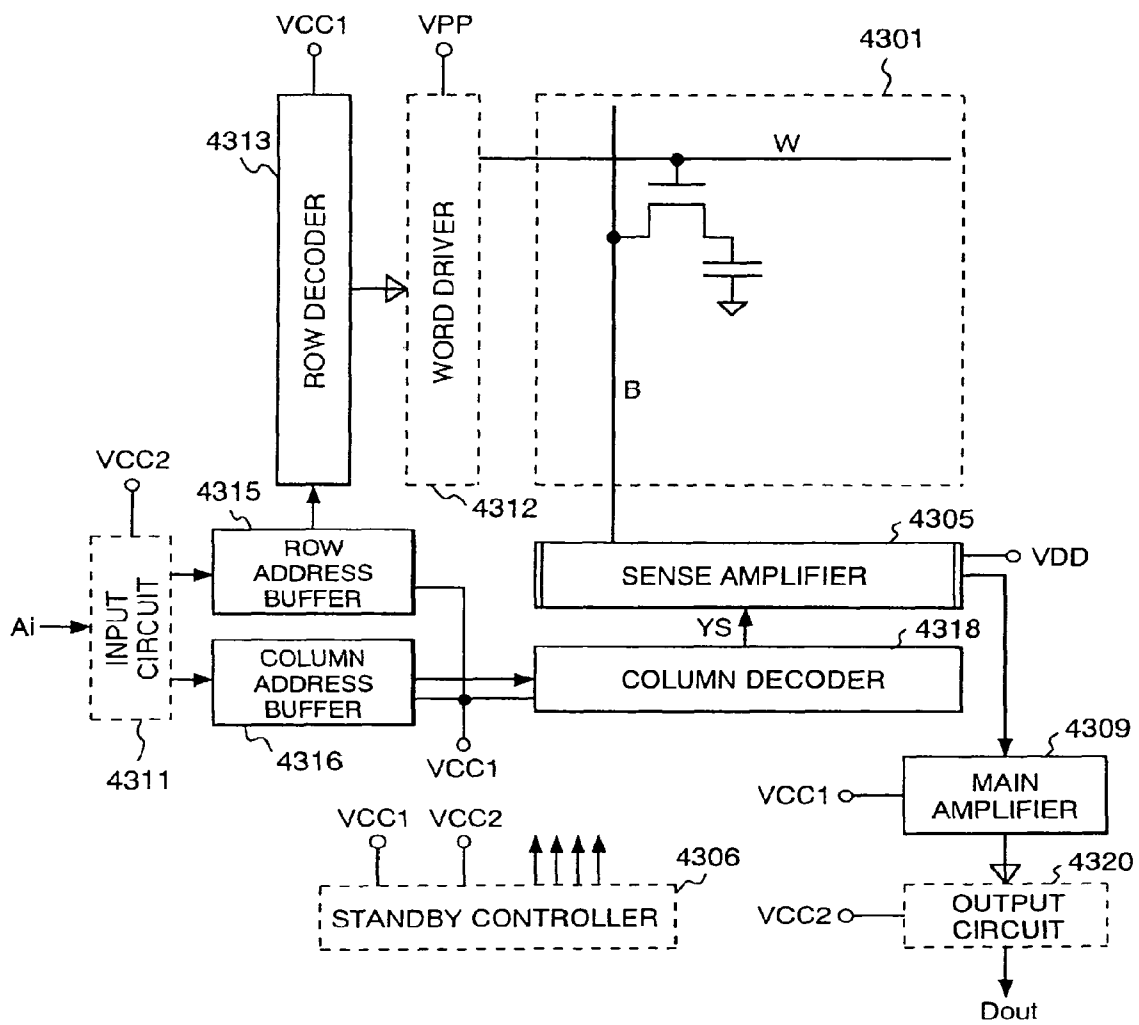 VCC1
VPP
4301
4313
W
ROW DECODER
WORD DRIVER
B
VCC2
4315
4312
4305
ROW
ADDRESS
BUFFER
SENSE AMPLIFIER
VDD
Ai
INPUT
CIRCUIT
YS
4318
COLUMN
ADDRESS
BUFFER
COLUMN DECODER
4311
4316
VCC1
4309
VCC1
MAIN
AMPLIFIER
VCC1
VCC2
4306
4320
STANDBY CONTROLLER
VCC2
OUTPUT
CIRCUIT
Dout